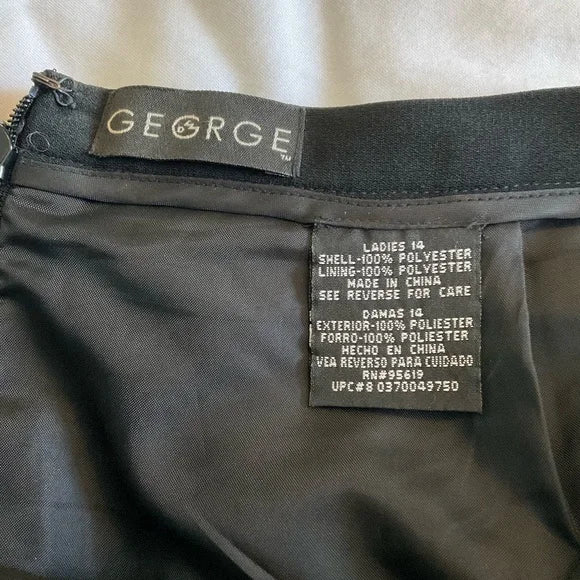 GEORGE
TM
LADIES 14
SHELL-100% POLYESTER
LINING-100% POLYESTER
MADE IN CHINA
SEE REVERSE FOR CARE
DAMAS 14
EXTERIOR-100% POLIESTER
FORRO-100% POLIESTER
HECHO EN CHINA
VEA REVERSO PARA CUIDADO
RN#95619
UPC#8 0370049750